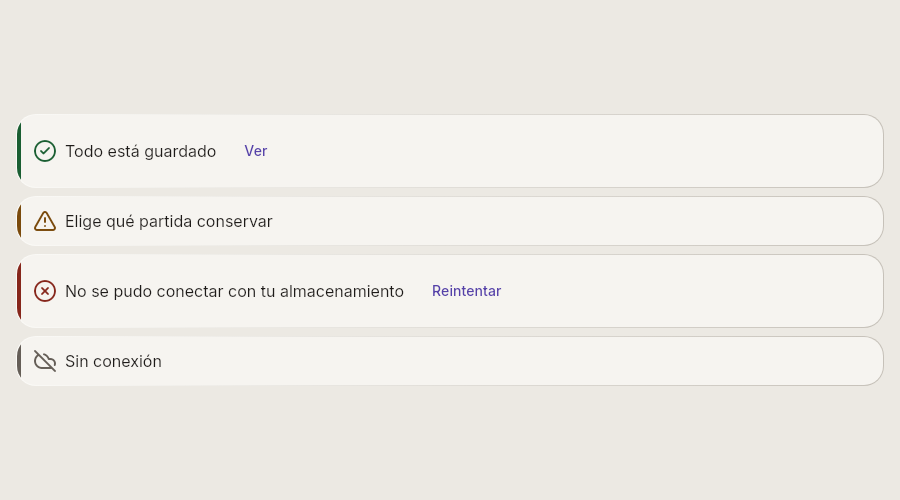 Todo está guardado Ver
Elige qué partida conservar
No se pudo conectar con tu almacenamiento Reintentar
Sin conexión